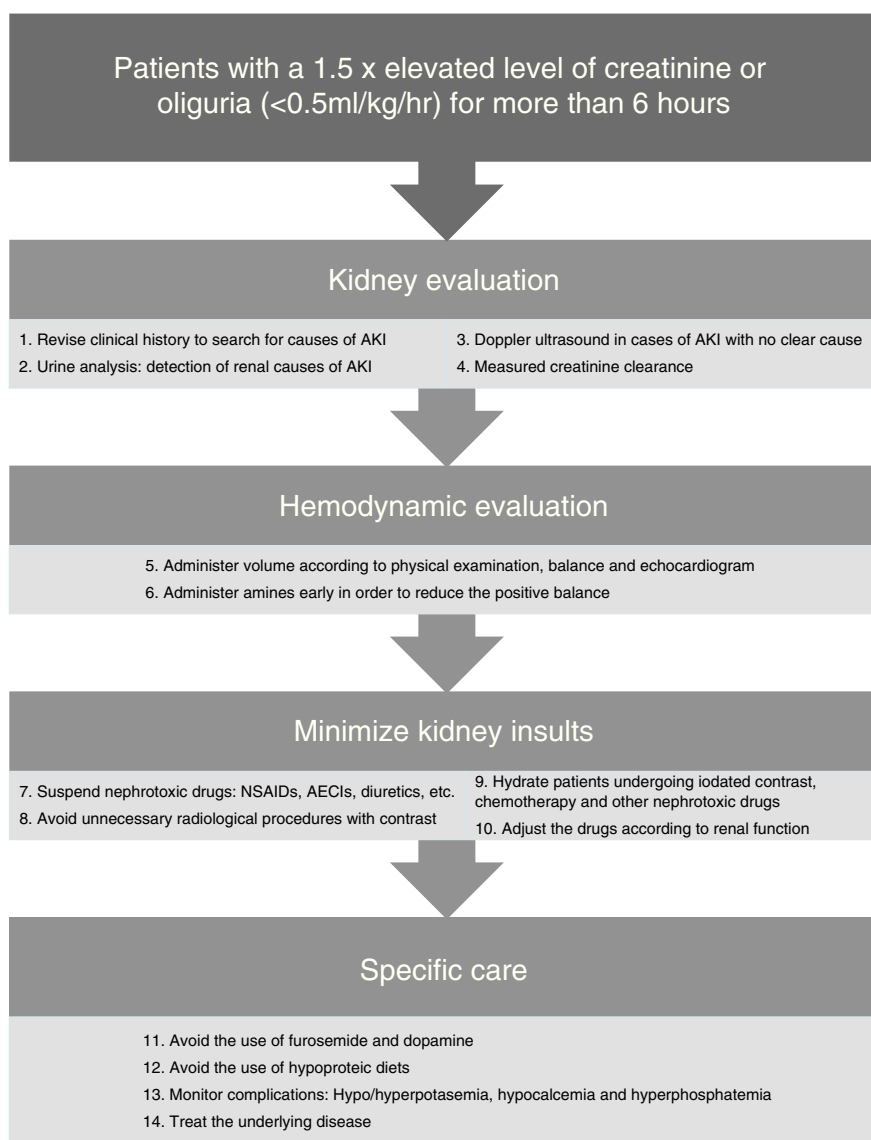 Patients with a 1.5 x elevated level of creatinine or
oliguria (<0.5ml/kg/hr) for more than 6 hours
Kidney evaluation
1. Revise clinical history to search for causes of AKI
2. Urine analysis: detection of renal causes of AKI
3. Doppler ultrasound in cases of AKI with no clear cause
4. Measured creatinine clearance
Hemodynamic evaluation
5. Administer volume according to physical examination, balance and echocardiogram
6. Administer amines early in order to reduce the positive balance
Minimize kidney insults
7. Suspend nephrotoxic drugs: NSAIDs, AECIs, diuretics, etc.
8. Avoid unnecessary radiological procedures with contrast
9. Hydrate patients undergoing iodated contrast,
chemotherapy and other nephrotoxic drugs
10. Adjust the drugs according to renal function
Specific care
11. Avoid the use of furosemide and dopamine
12. Avoid the use of hypoproteic diets
13. Monitor complications: Hypo/hyperpotasemia, hypocalcemia and hyperphosphatemia
14. Treat the underlying disease